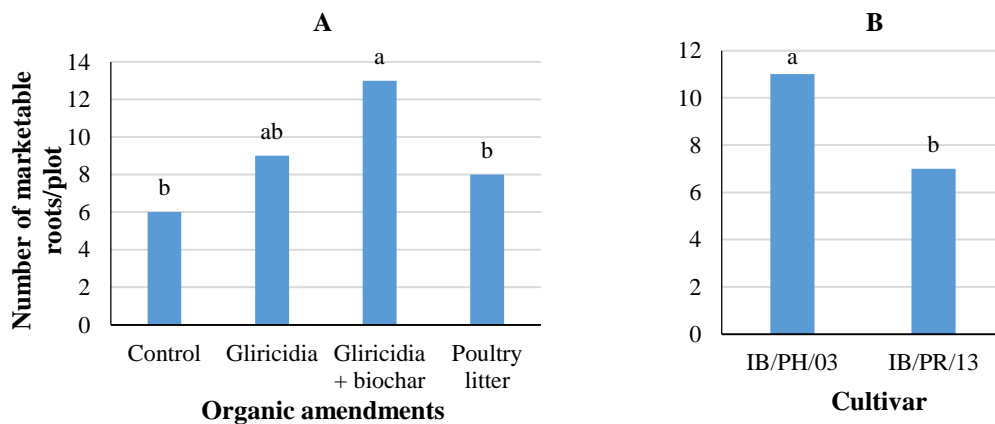 A
Number of marketable
roots/plot
14
12
10
8
6
4
2
0
b
ab
a
b
Control
Gliricidia
Gliricidia
+ biochar
Poultry
litter
Organic amendments
B
12
10
8
6
4
2
0
a
b
IB/PH/03
IB/PR/13
Cultivar